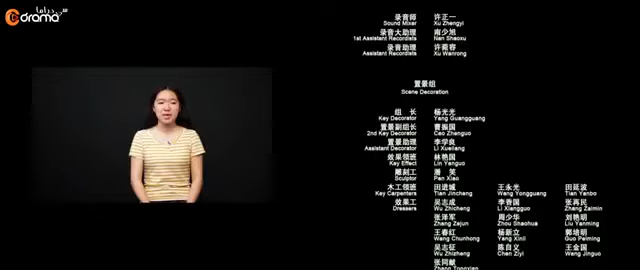 دراما
drama
录音师 许正一
Sound Mixer Xu Zhengyi
录音大助理 南少旭
1st Assistant Recordists Nan Shaoxu
录音助理 许菀容
Assistant Recordists Xu Wanrong
置景组
Scene Decoration
组 长 杨光光
Key Decorator Yang Guangguang
置景副组长 曹振国
2nd Key Decorator Cao Zhenguo
置景助理 李学良
Assistant Decorator Li Xueliang
效果领班 林艳国
Key Effect Lin Yanguo
雕刻工 潘 笑
Sculptor Pan Xiao
木工领班 田进城 王永光 田延波
Key Carpenters Tian Jincheng Wang Yongguang Tian Yanbo
效果工 吴志成 李香国 张再民
Dressers Wu Zhicheng Li Xiangguo Zhang Zaimin
张泽军 周少华 刘艳明
Zhang Zejun Zhou Shaohua Liu Yanming
王春红 杨新立 郭培明
Wang Chunhong Yang Xinli Guo Peiming
吴志征 陈自义 王金国
Wu Zhizheng Chen Ziyi Wang Jinguo
张同献
Zhang Tongxian